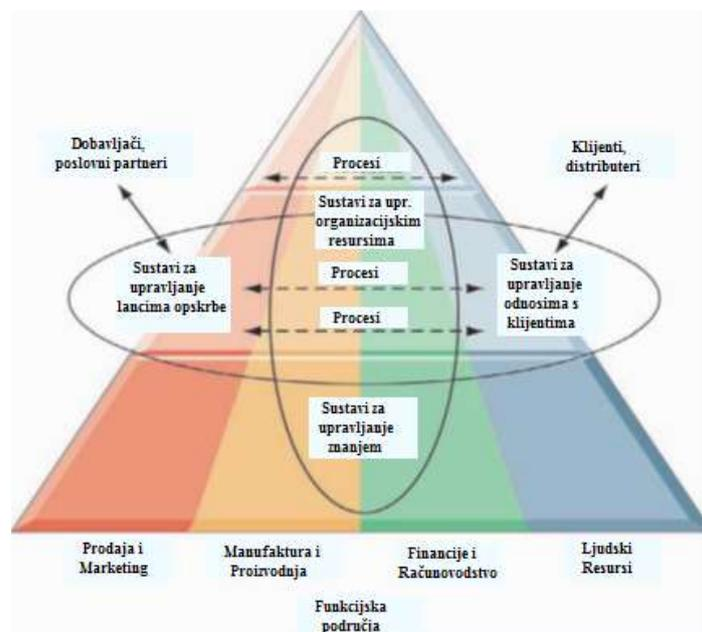 Dobavljači,
poslovni partneri
Klijenti,
distributeri
Procesi
Sustavi za upr.
organizacijskim
resursima
Sustavi za
upravljanje
lancima opskrbe
Procesi
Procesi
Sustavi za
upravljanje
odnosima s
klijentima
Sustavi za
upravljanje
znanjem
Prodaja i
Marketing
Manufaktura i
Proizvodnja
Financije i
Računovodstvo
Ljudski
Resursi
Funkcijska
područja